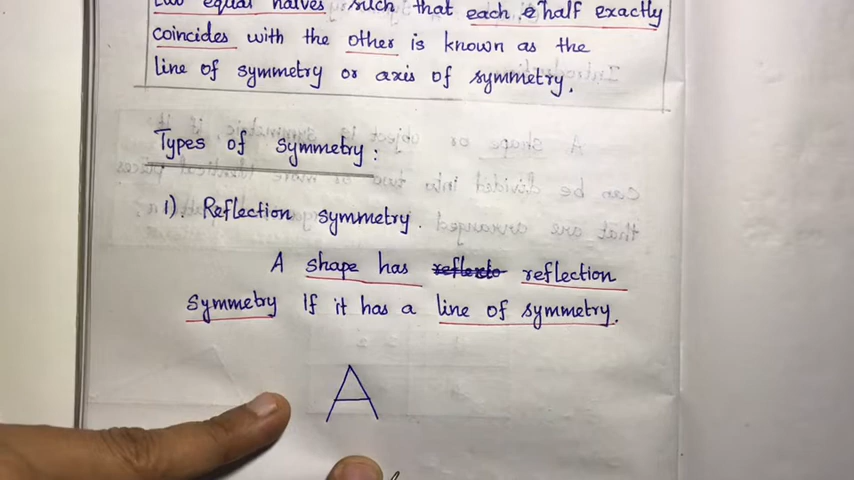 two equal halves such that each half exactly
coincides with the other is known as the
line of symmetry or axis of symmetry.
Types of symmetry:
1). Reflection symmetry.
A shape has reflection
symmetry If it has a line of symmetry.
A